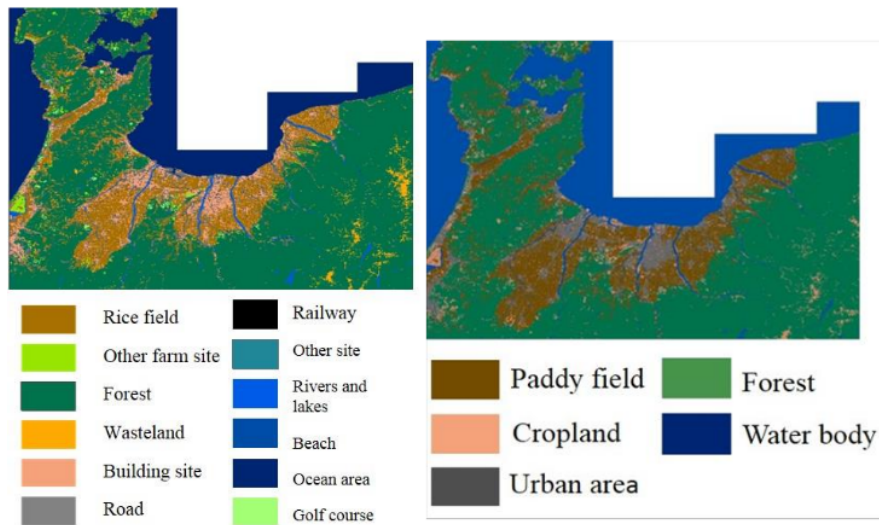 Rice field
Other farm site
Forest
Wasteland
Building site
Road
Railway
Other site
Rivers and
lakes
Beach
Ocean area
Golf course
Paddy field
Cropland
Urban area
Forest
Water body